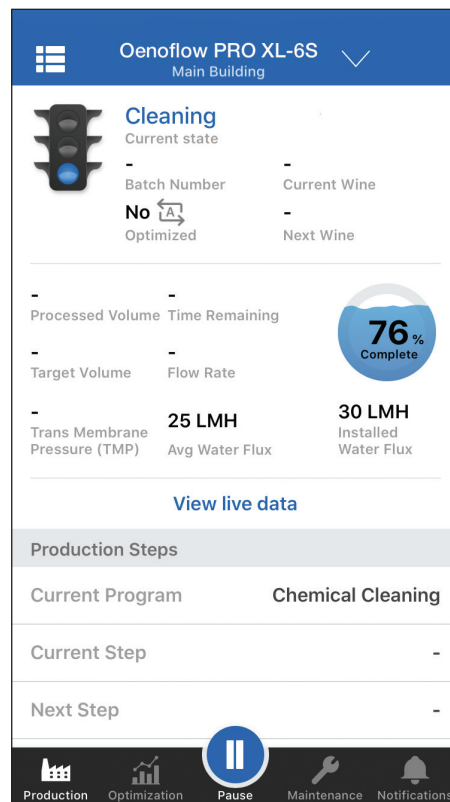 Oenoflow PRO XL-6S
Main Building
Cleaning
Current state
- -
Batch Number Current Wine
No A -
Optimized Next Wine
- -
Processed Volume Time Remaining
76%
Complete
- -
Target Volume Flow Rate
- 25 LMH 30 LMH
Trans Membrane Installed
Pressure (TMP) Avg Water Flux Water Flux
View live data
Production Steps
Current Program Chemical Cleaning
Current Step -
Next Step -
Production Optimization Pause Maintenance Notifications